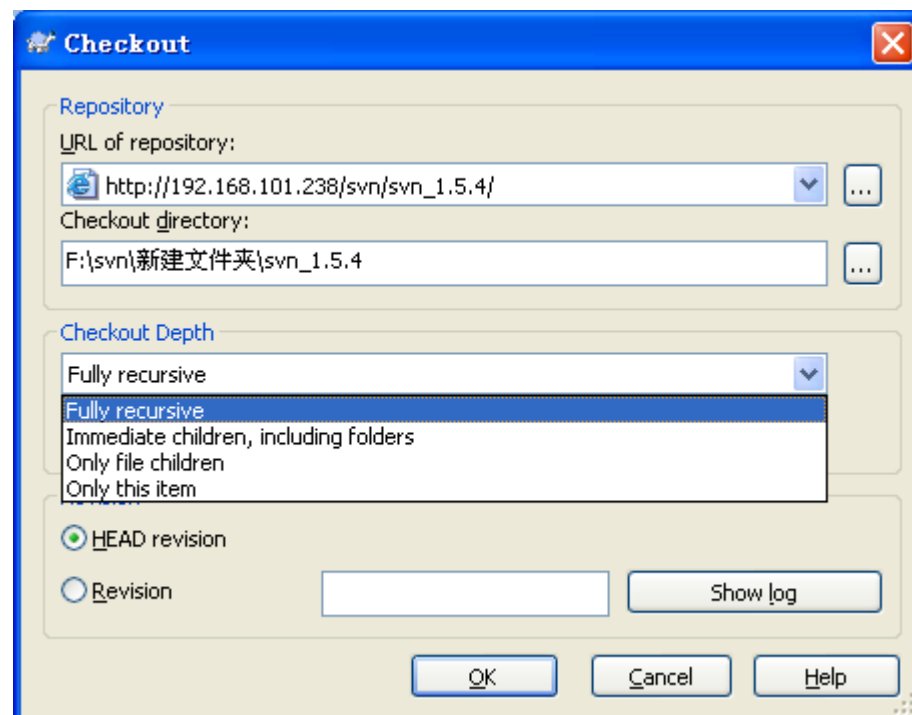 Checkout
Repository
URL of repository:
http://192.168.101.238/svn/svn_1.5.4/
...
Checkout directory:
F:\svn\新建文件夹\svn_1.5.4
...
Checkout Depth
Fully recursive
Fully recursive
Immediate children, including folders
Only file children
Only this item
HEAD revision
Revision
Show log
OK
Cancel
Help